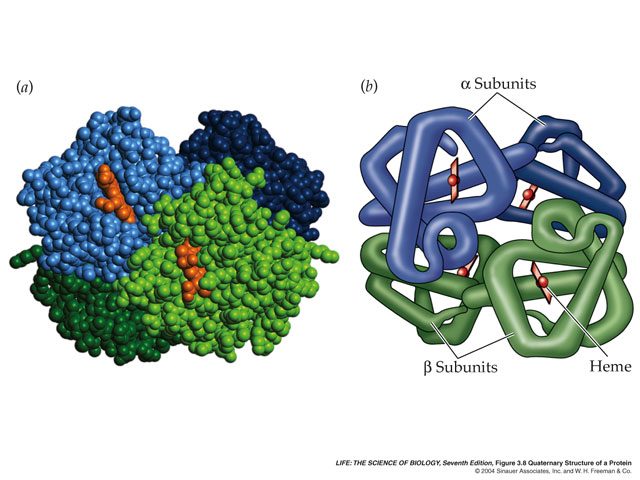 (a)
(b)
α Subunits
β Subunits
Heme
LIFE: THE SCIENCE OF BIOLOGY, Seventh Edition, Figure 3.8 Quaternary Structure of a Protein
© 2004 Sinauer Associates, Inc. and W. H. Freeman & Co.